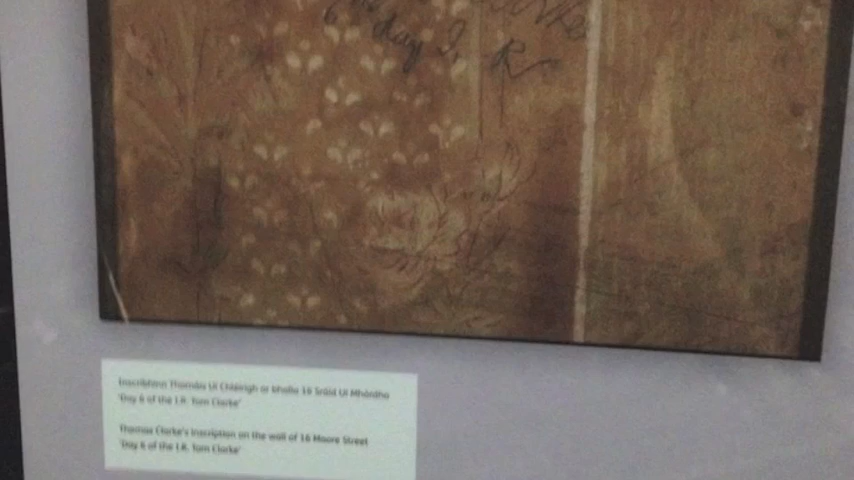 day
Inscríbhinn Thomáis Uí Chléirigh ar bhalla 16 Sráid Uí Mhórdha
'Day 6 of the I.R. Tom Clarke'
Thomas Clarke's inscription on the wall of 16 Moore Street
'Day 6 of the I.R. Tom Clarke'